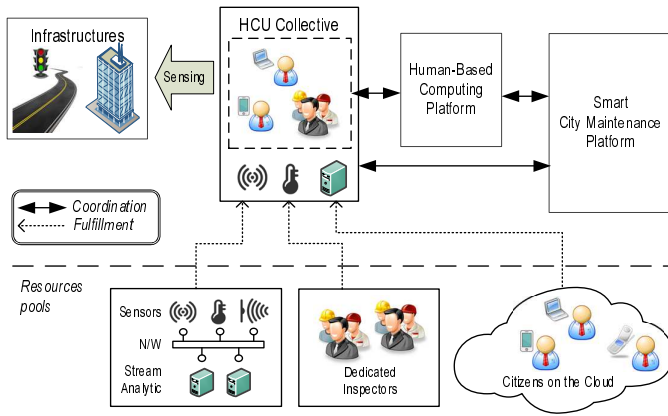 Infrastructures
Sensing
HCU Collective
Human-Based
Computing
Platform
Smart
City Maintenance
Platform
Coordination
Fulfillment
Resources
pools
Sensors
N/W
Stream
Analytic
Dedicated
Inspectors
Citizens on the Cloud